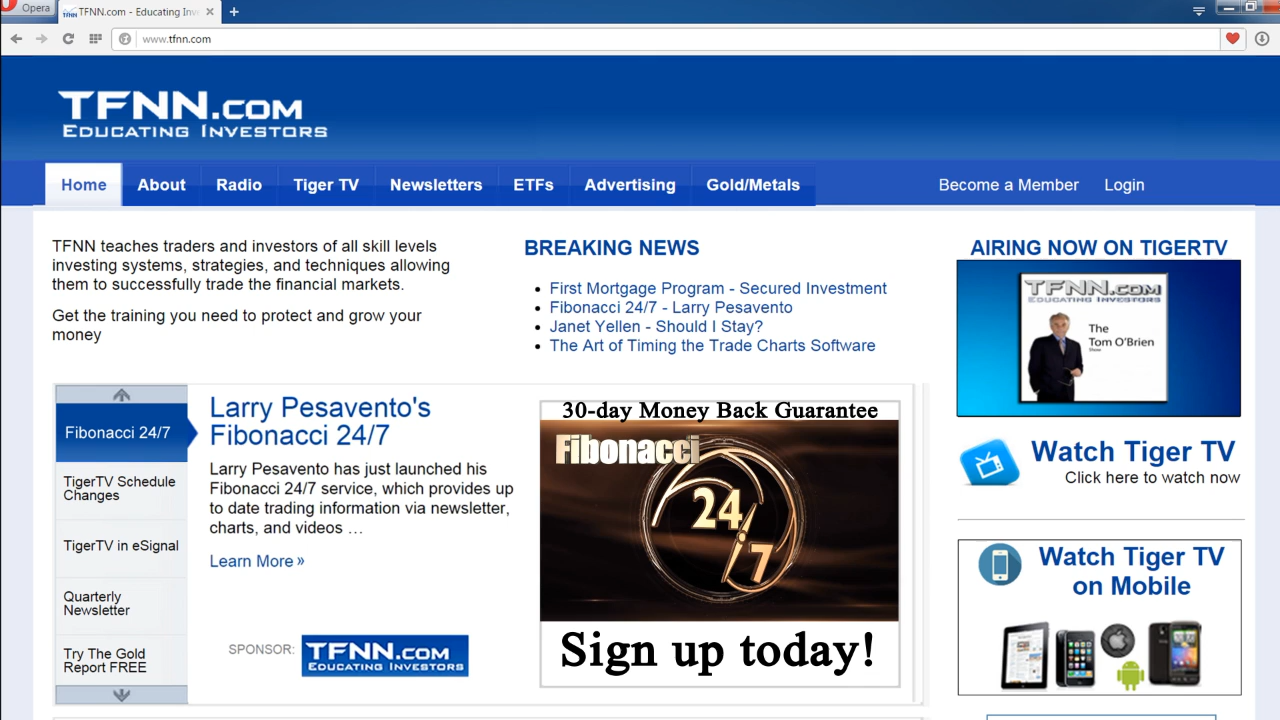 Opera
TFNN.com - Educating Inv
www.tfnn.com
TFNN.COM
EDUCATING INVESTORS
Home
About
Radio
Tiger TV
Newsletters
ETFs
Advertising
Gold/Metals
Become a Member
Login
TFNN teaches traders and investors of all skill levels
investing systems, strategies, and techniques allowing
them to successfully trade the financial markets.
Get the training you need to protect and grow your
money
BREAKING NEWS
First Mortgage Program - Secured Investment
Fibonacci 24/7 - Larry Pesavento
Janet Yellen - Should I Stay?
The Art of Timing the Trade Charts Software
AIRING NOW ON TIGERTV
TFNN.COM
EDUCATING INVESTORS
The
Tom O'Brien
Show
Watch Tiger TV
Click here to watch now
Fibonacci 24/7
TigerTV Schedule
Changes
TigerTV in eSignal
Quarterly
Newsletter
Try The Gold
Report FREE
Larry Pesavento's
Fibonacci 24/7
Larry Pesavento has just launched his
Fibonacci 24/7 service, which provides up
to date trading information via newsletter,
charts, and videos …
Learn More »
SPONSOR:
TFNN.COM
EDUCATING INVESTORS
30-day Money Back Guarantee
Fibonacci
24
7
Sign up today!
Watch Tiger TV
on Mobile